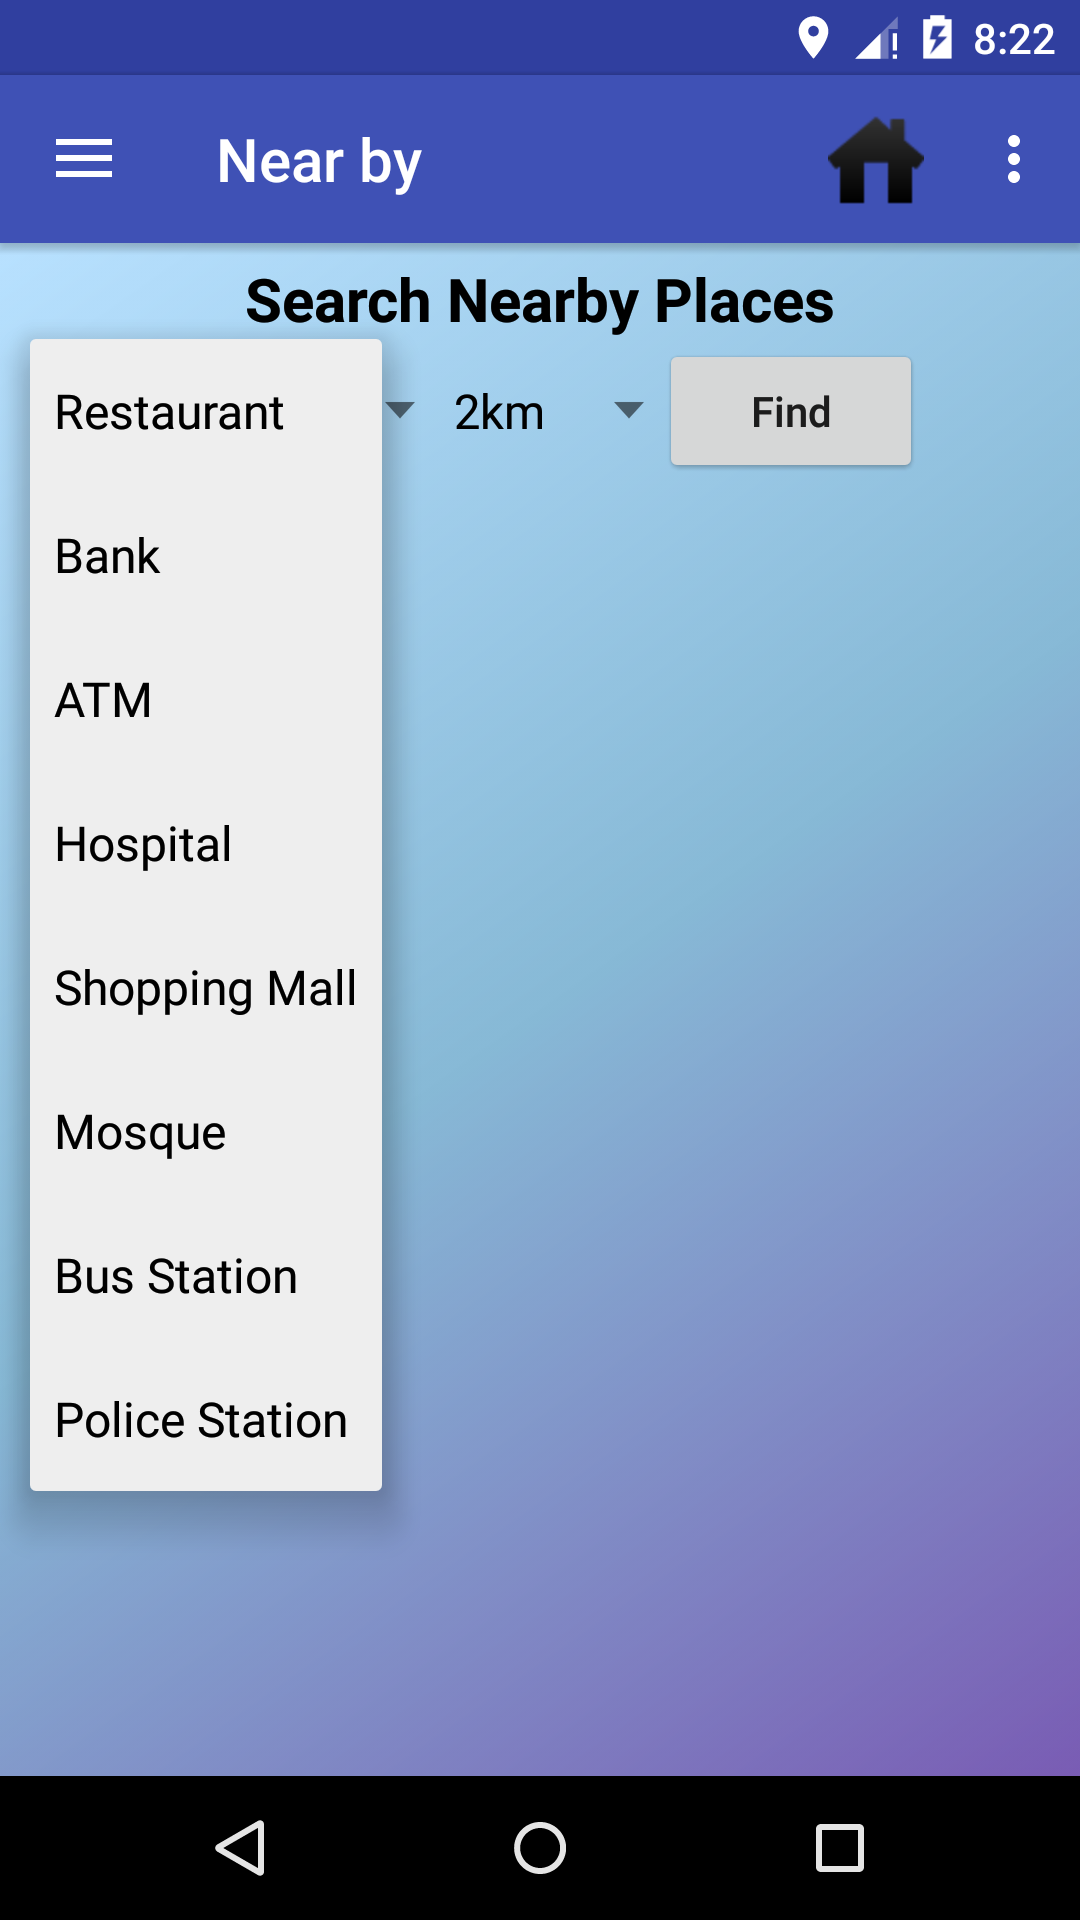 8:22
Near by
Search Nearby Places
Restaurant 2km Find
Bank
ATM
Hospital
Shopping Mall
Mosque
Bus Station
Police Station